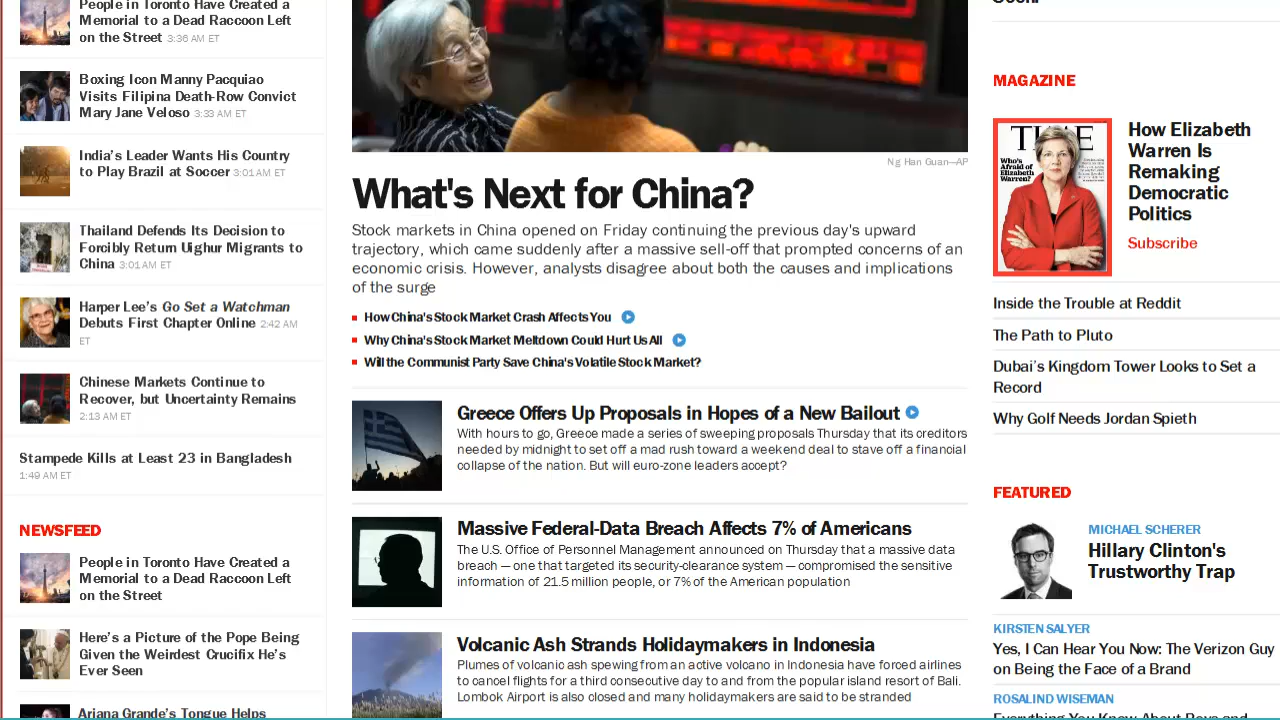 People in Toronto Have Created a
Memorial to a Dead Raccoon Left
on the Street 3:36 AM ET
Boxing Icon Manny Pacquiao
Visits Filipina Death-Row Convict
Mary Jane Veloso 3:33 AM ET
India's Leader Wants His Country
to Play Brazil at Soccer 3:01 AM ET
Thailand Defends Its Decision to
Forcibly Return Uighur Migrants to
China 3:01 AM ET
Harper Lee's Go Set a Watchman
Debuts First Chapter Online 2:42 AM
ET
Chinese Markets Continue to
Recover, but Uncertainty Remains
2:13 AM ET
Stampede Kills at Least 23 in Bangladesh
1:49 AM ET
NEWSFEED
People in Toronto Have Created a
Memorial to a Dead Raccoon Left
on the Street
Here's a Picture of the Pope Being
Given the Weirdest Crucifix He's
Ever Seen
Ariana Grande's Tongue Helps
Ng Han Guan—AP
What's Next for China?
Stock markets in China opened on Friday continuing the previous day's upward
trajectory, which came suddenly after a massive sell-off that prompted concerns of an
economic crisis. However, analysts disagree about both the causes and implications
of the surge
How China's Stock Market Crash Affects You
Why China's Stock Market Meltdown Could Hurt Us All
Will the Communist Party Save China's Volatile Stock Market?
Greece Offers Up Proposals in Hopes of a New Bailout
With hours to go, Greece made a series of sweeping proposals Thursday that its creditors
needed by midnight to set off a mad rush toward a weekend deal to stave off a financial
collapse of the nation. But will euro-zone leaders accept?
Massive Federal-Data Breach Affects 7% of Americans
The U.S. Office of Personnel Management announced on Thursday that a massive data
breach — one that targeted its security-clearance system — compromised the sensitive
information of 21.5 million people, or 7% of the American population
Volcanic Ash Strands Holidaymakers in Indonesia
Plumes of volcanic ash spewing from an active volcano in Indonesia have forced airlines
to cancel flights for a third consecutive day to and from the popular island resort of Bali.
Lombok Airport is also closed and many holidaymakers are said to be stranded
MAGAZINE
TIME
Who's
Afraid of
Elizabeth
Warren?
How Elizabeth
Warren Is
Remaking
Democratic
Politics
Subscribe
Inside the Trouble at Reddit
The Path to Pluto
Dubai's Kingdom Tower Looks to Set a
Record
Why Golf Needs Jordan Spieth
FEATURED
MICHAEL SCHERER
Hillary Clinton's
Trustworthy Trap
KIRSTEN SALYER
Yes, I Can Hear You Now: The Verizon Guy
on Being the Face of a Brand
ROSALIND WISEMAN
Everything You Know About Boys and